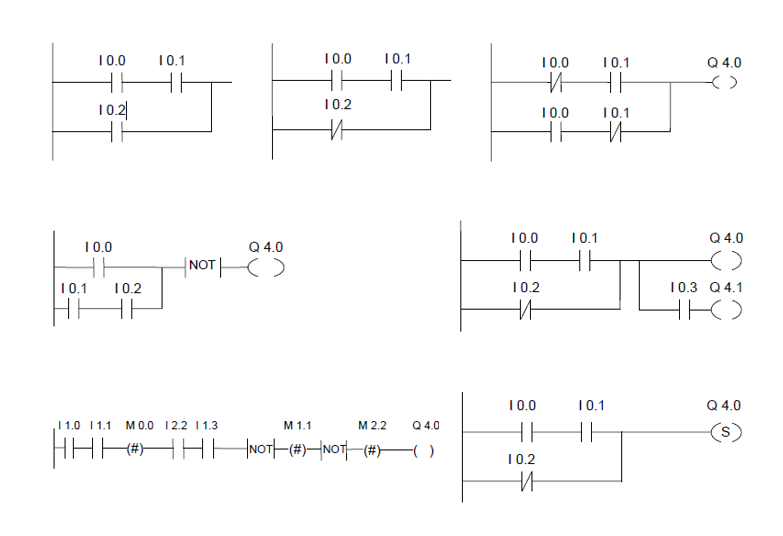 I 0.0 I 0.1
I 0.2
I 0.0 I 0.1
I 0.2
I 0.0 I 0.1 Q 4.0
I 0.0 I 0.1
I 0.0 Q 4.0
NOT
I 0.1 I 0.2
I 0.0 I 0.1 Q 4.0
I 0.2 I 0.3 Q 4.1
I 1.0 I 1.1 M 0.0 I 2.2 I 1.3 M 1.1 M 2.2 Q 4.0
(#) NOT (#) NOT (#) ( )
I 0.0 I 0.1 Q 4.0
S
I 0.2